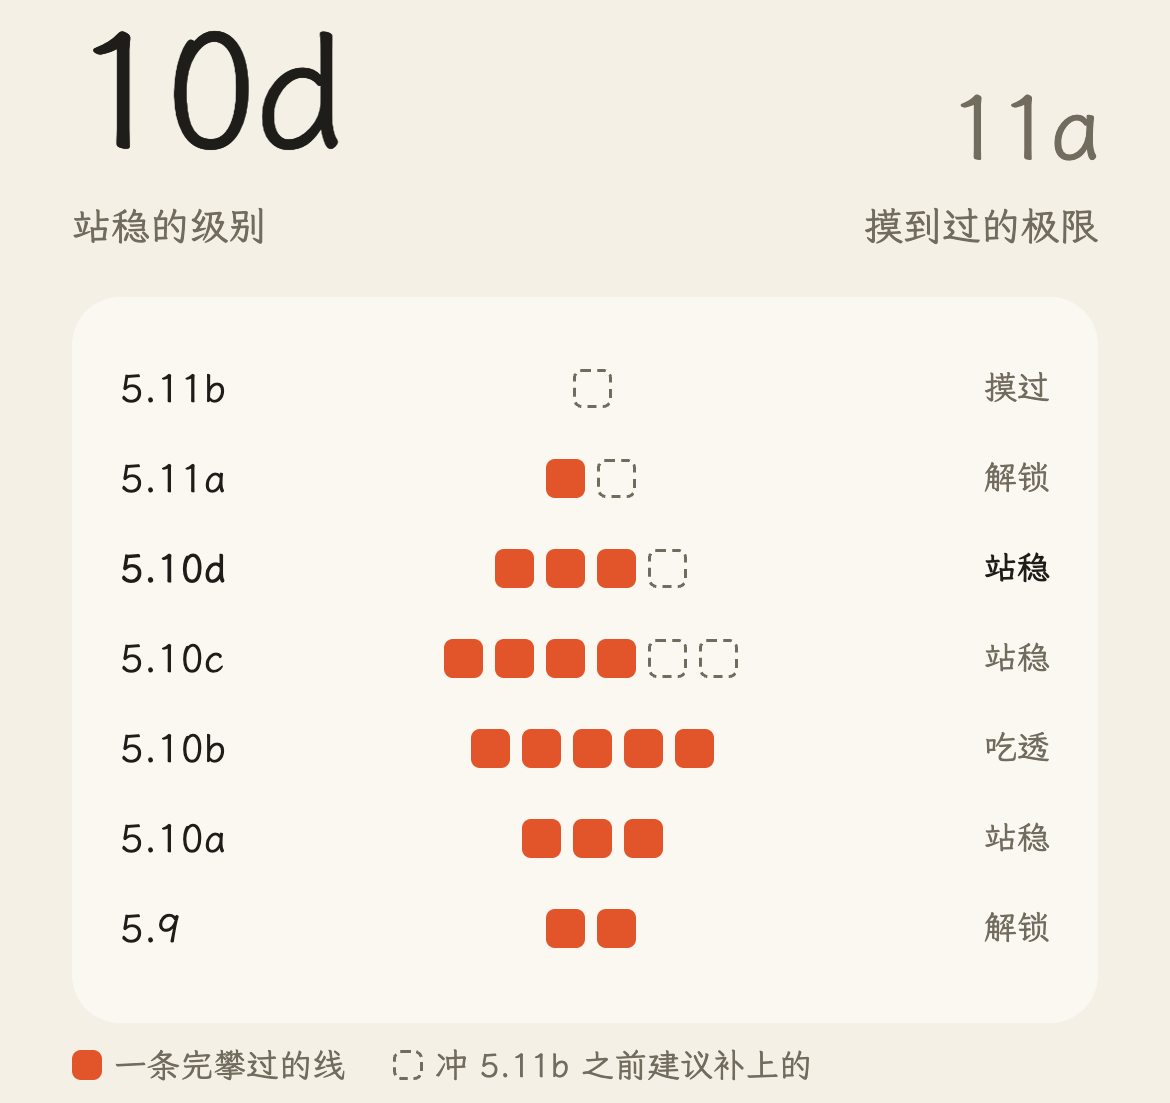 10d
11a
站稳的级别
摸到过的极限
5.11b 摸过
5.11a 解锁
5.10d 站稳
5.10c 站稳
5.10b 吃透
5.10a 站稳
5.9 解锁
一条完攀过的线 冲 5.11b 之前建议补上的